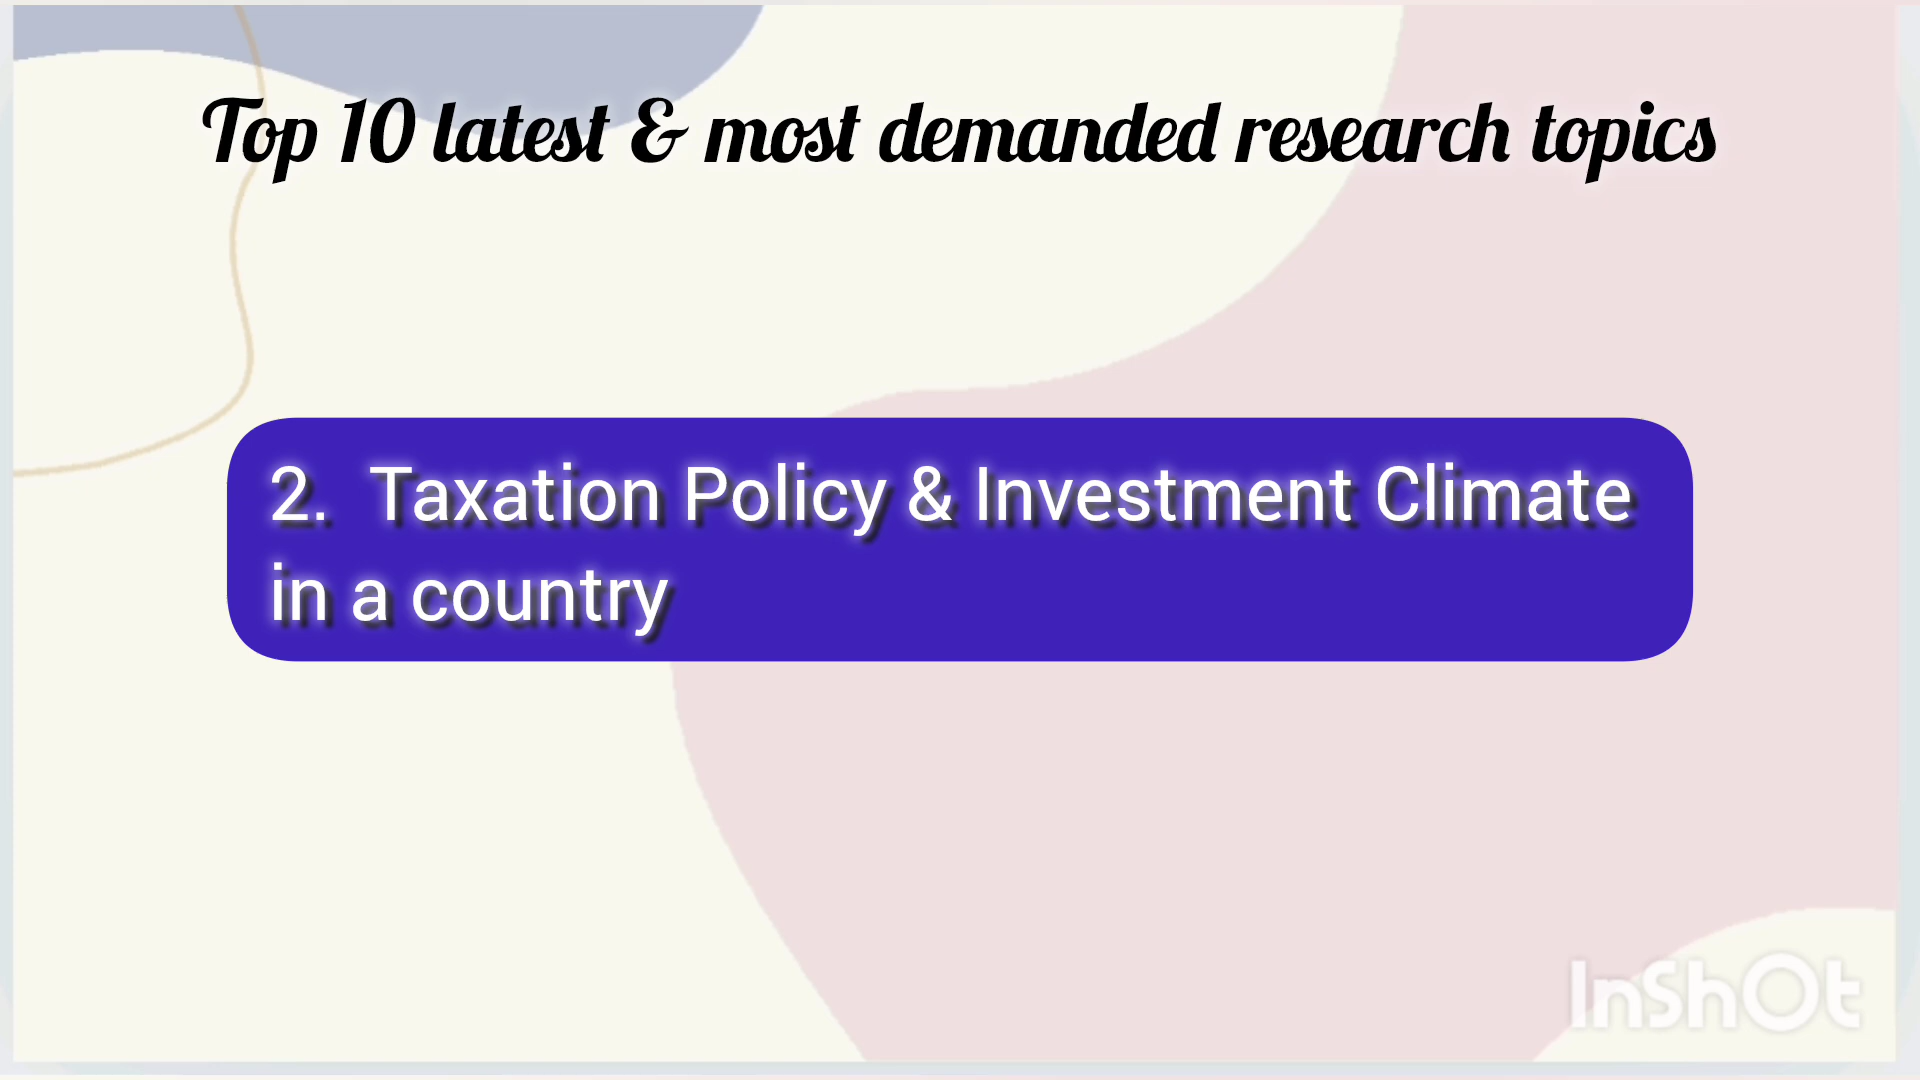 Top 10 latest & most demanded research topics
2. Taxation Policy & Investment Climate
in a country
InShOt